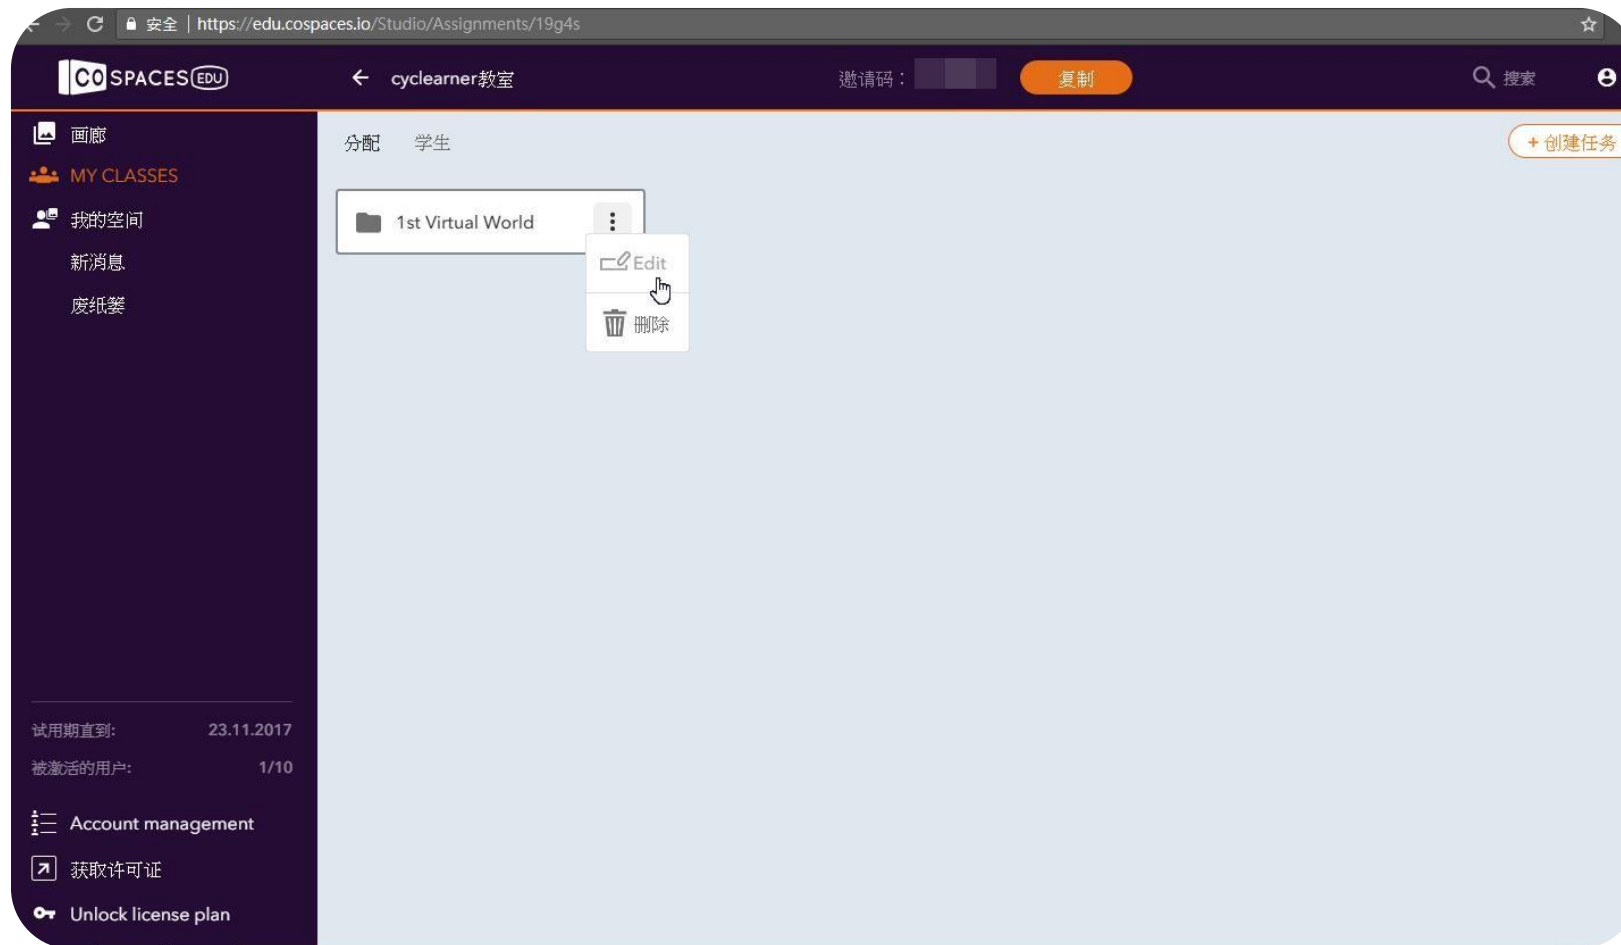 安全 | https://edu.cospaces.io/Studio/Assignments/19g4s
CO SPACES EDU
cyclearner教室
邀请码：
复制
搜索
画廊
MY CLASSES
我的空间
新消息
废纸篓
分配
学生
+ 创建任务
1st Virtual World
Edit
删除
试用期直到: 23.11.2017
被激活的用户: 1/10
Account management
获取许可证
Unlock license plan